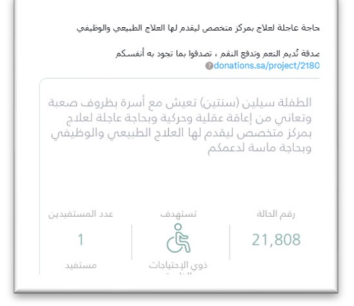 بحاجة عاجلة لعلاج بمركز متخصص ليقدم لها العلاج الطبيعي والوظيفي
صدقة تُديم النعم وتدفع النقم ، تصدقوا بما تجود به أنفسكم
donations.sa/project/2180
الطفلة سيلين (سنتين) تعيش مع أسرة بظروف صعبة
وتعاني من إعاقة عقلية وحركية وبحاجة عاجلة لعلاج
بمركز متخصص ليقدم لها العلاج الطبيعي والوظيفي
وبحاجة ماسة لدعمكم
رقم الحالة
تستهدف
عدد المستفيدين
21,808
1
ذوي الإحتياجات
مستفيد